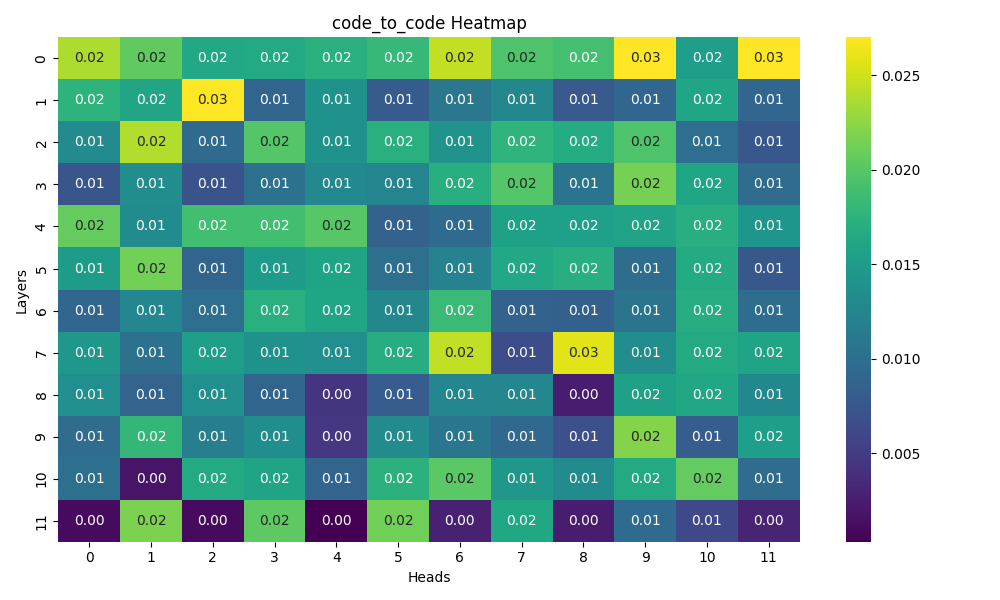 code_to_code Heatmap
0 0.02 0.02 0.02 0.02 0.02 0.02 0.02 0.02 0.02 0.03 0.02 0.03
1 0.02 0.02 0.03 0.01 0.01 0.01 0.01 0.01 0.01 0.01 0.02 0.01
2 0.01 0.02 0.01 0.02 0.01 0.02 0.01 0.02 0.02 0.02 0.01 0.01
3 0.01 0.01 0.01 0.01 0.01 0.01 0.02 0.02 0.01 0.02 0.02 0.01
4 0.02 0.01 0.02 0.02 0.02 0.01 0.01 0.02 0.02 0.02 0.02 0.01
5 0.01 0.02 0.01 0.01 0.02 0.01 0.01 0.02 0.02 0.01 0.02 0.01
6 0.01 0.01 0.01 0.02 0.02 0.01 0.02 0.01 0.01 0.01 0.02 0.01
7 0.01 0.01 0.02 0.01 0.01 0.02 0.02 0.01 0.03 0.01 0.02 0.02
8 0.01 0.01 0.01 0.01 0.00 0.01 0.01 0.01 0.00 0.02 0.02 0.01
9 0.01 0.02 0.01 0.01 0.00 0.01 0.01 0.01 0.01 0.02 0.01 0.02
10 0.01 0.00 0.02 0.02 0.01 0.02 0.02 0.01 0.01 0.02 0.02 0.01
11 0.00 0.02 0.00 0.02 0.00 0.02 0.00 0.02 0.00 0.01 0.01 0.00
0 1 2 3 4 5 6 7 8 9 10 11
Heads
Layers
0.025
0.020
0.015
0.010
0.005